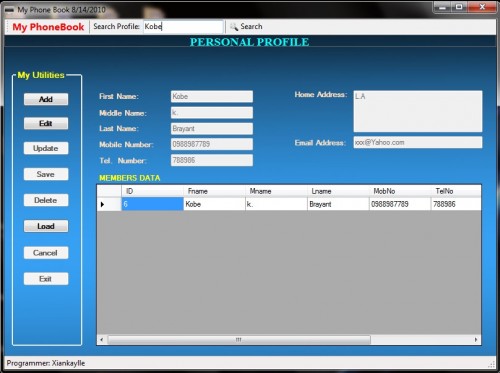 My Phone Book 8/14/2010
My PhoneBook Search Profile: Kobe Search
PERSONAL PROFILE
My Utilities
Add
Edit
Update
Save
Delete
Load
Cancel
Exit
First Name: Kobe
Middle Name: k.
Last Name: Brayant
Mobile Number: 0988987789
Tel. Number: 788986
Home Address: L.A
Email Address: xxx@Yahoo.com
MEMBERS DATA
ID Fname Mname Lname MobNo TelNo
6 Kobe k. Brayant 0988987789 788986
Programmer: Xiankaylle